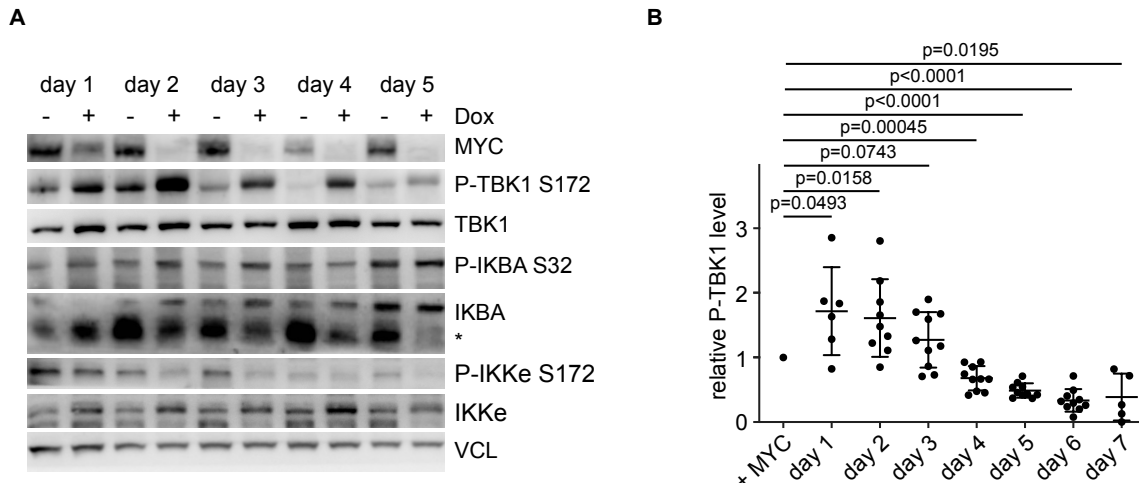 A
day 1 day 2 day 3 day 4 day 5
- + - + - + - + - + Dox
MYC
P-TBK1 S172
TBK1
P-IKBA S32
IKBA
*
P-IKKe S172
IKKe
VCL
B
p=0.0195
p<0.0001
p<0.0001
p=0.00045
p=0.0743
p=0.0158
p=0.0493
relative P-TBK1 level
3
2
1
0
+ MYC day 1 day 2 day 3 day 4 day 5 day 6 day 7